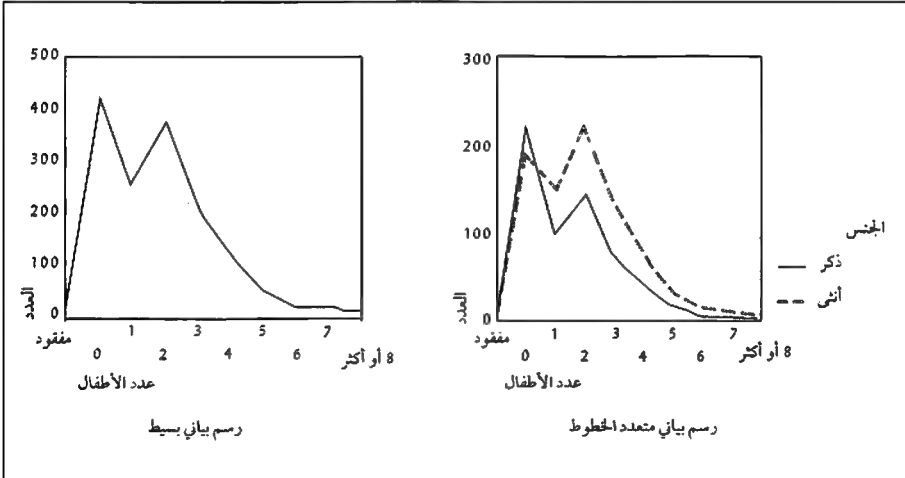 500
400
300
200
100
0
العدد
مفقود 1 3 5 7
0 2 4 6 8 أو أكثر
عدد الأطفال
رسم بياني بسيط
300
200
100
0
العدد
مفقود 1 3 5 7
0 2 4 6 8 أو أكثر
عدد الأطفال
رسم بياني متعدد الخطوط
الجنس
ذكر
أنثى